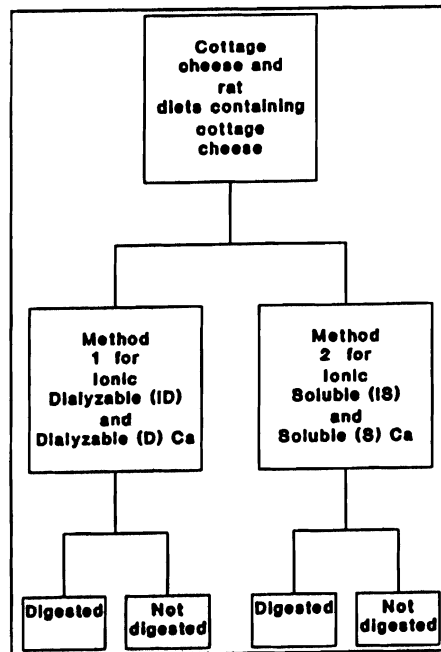 Cottage
cheese and
rat
diets containing
cottage
cheese
Method
1 for
Ionic
Dialyzable (ID)
and
Dialyzable (D) Ca
Method
2 for
Ionic
Soluble (IS)
and
Soluble (S) Ca
Digested
Not
digested
Digested
Not
digested